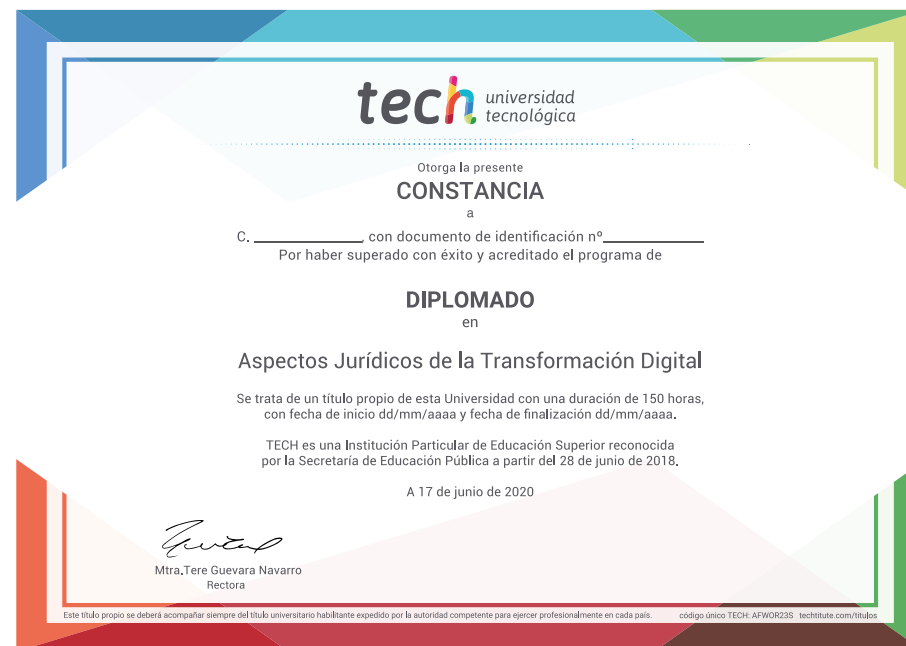 tech universidad
tecnológica
Otorga la presente
CONSTANCIA
a
C. ______________, con documento de identificación nº______________
Por haber superado con éxito y acreditado el programa de
DIPLOMADO
en
Aspectos Jurídicos de la Transformación Digital
Se trata de un título propio de esta Universidad con una duración de 150 horas,
con fecha de inicio dd/mm/aaaa y fecha de finalización dd/mm/aaaa.
TECH es una Institución Particular de Educación Superior reconocida
por la Secretaría de Educación Pública a partir del 28 de junio de 2018.
A 17 de junio de 2020
Mtra.Tere Guevara Navarro
Rectora
Este título propio se deberá acompañar siempre del título universitario habilitante expedido por la autoridad competente para ejercer profesionalmente en cada país. código único TECH: AFWOR23S techtitute.com/títulos